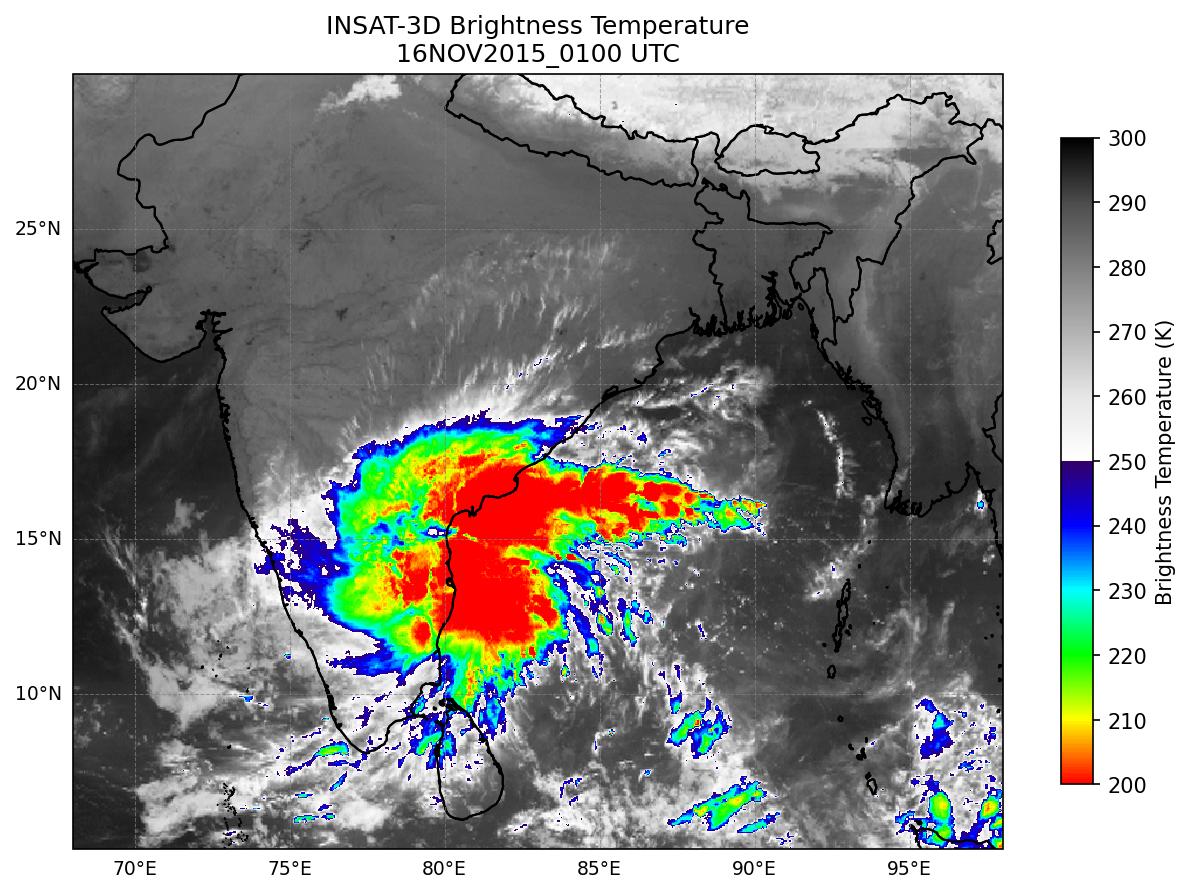 INSAT-3D Brightness Temperature
16NOV2015_0100 UTC
25°N
20°N
15°N
10°N
70°E
75°E
80°E
85°E
90°E
95°E
300
290
280
270
260
250
240
230
220
210
200
Brightness Temperature (K)